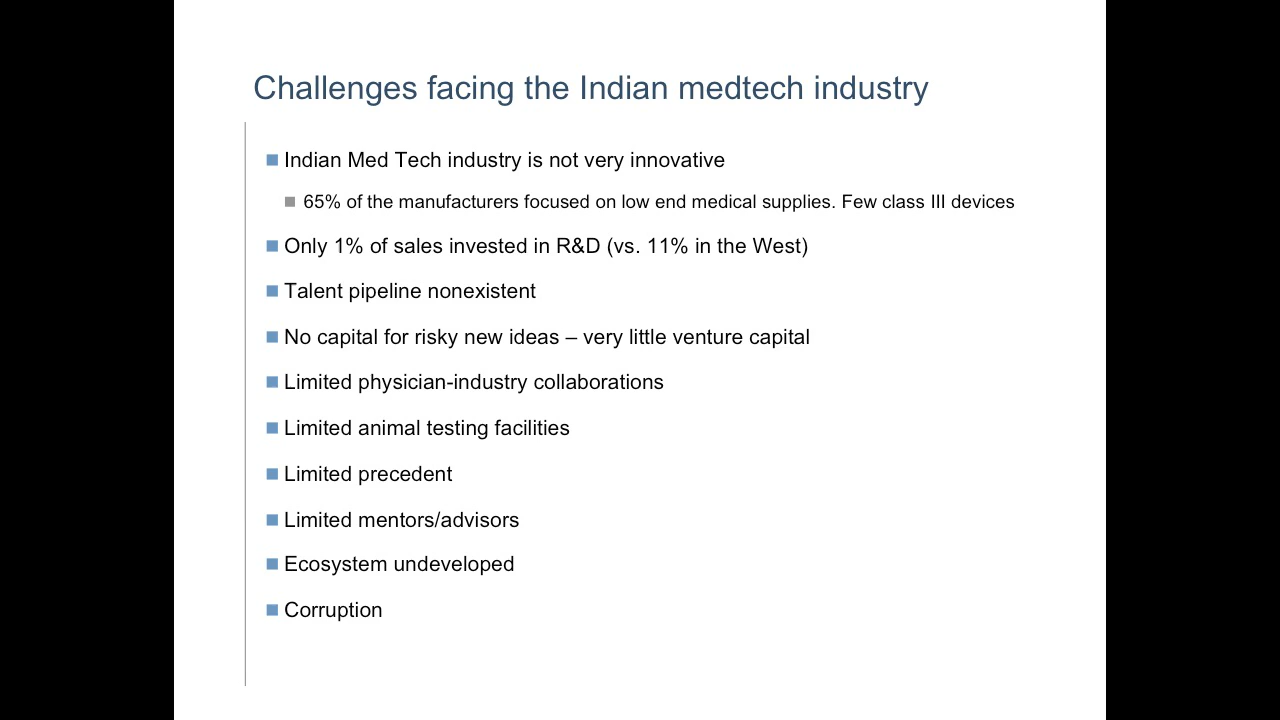 Challenges facing the Indian medtech industry
Indian Med Tech industry is not very innovative
65% of the manufacturers focused on low end medical supplies. Few class III devices
Only 1% of sales invested in R&D (vs. 11% in the West)
Talent pipeline nonexistent
No capital for risky new ideas – very little venture capital
Limited physician-industry collaborations
Limited animal testing facilities
Limited precedent
Limited mentors/advisors
Ecosystem undeveloped
Corruption